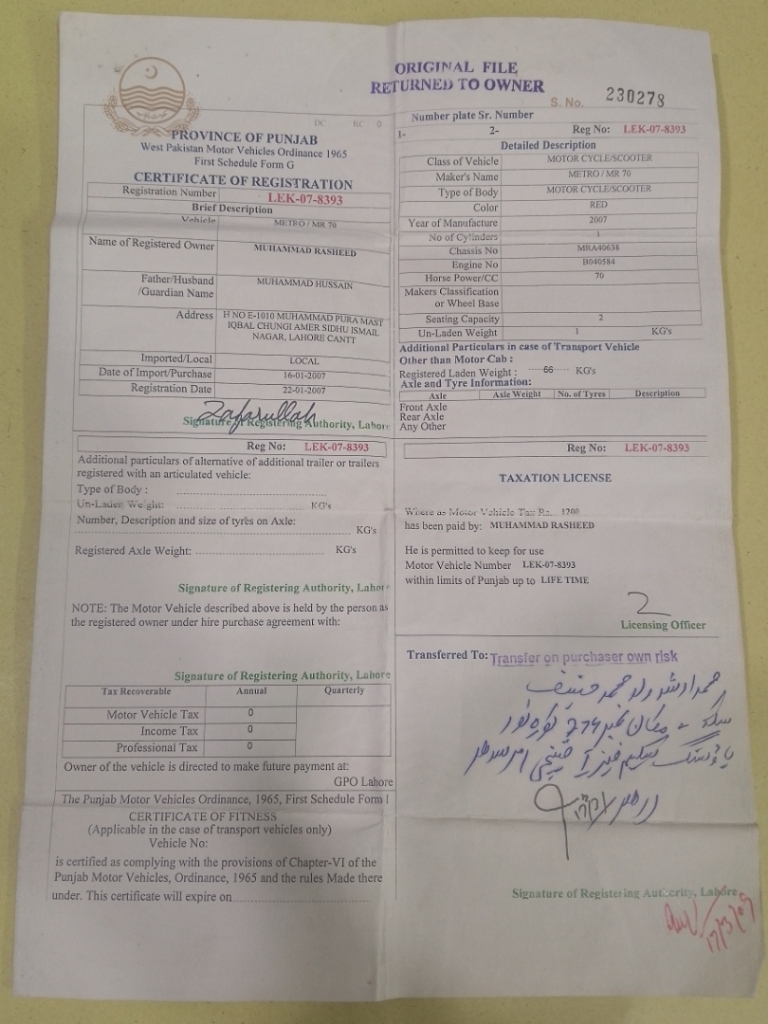 ORIGINAL FILE
RETURNED TO OWNER
S. No. 230278
PROVINCE OF PUNJAB
West Pakistan Motor Vehicles Ordinance 1965
First Schedule Form G
CERTIFICATE OF REGISTRATION
Registration Number LEK-07-8393
Brief Description
Vehicle METRO / MR 70
Name of Registered Owner MUHAMMAD RASHEED
Father/Husband MUHAMMAD HUSSAIN
/Guardian Name
Address H NO E-1010 MUHAMMAD PURA MAST
IQBAL CHUNGI AMER SIDHU ISMAIL
NAGAR, LAHORE CANTT
Imported/Local LOCAL
Date of Import/Purchase 16-01-2007
Registration Date 22-01-2007
Zafarullah
Signature of Registering Authority, Lahore
Reg No: LEK-07-8393
Additional particulars of alternative of additional trailer or trailers
registered with an articulated vehicle:
Type of Body :
Un-Laden Weight: KG's
Number, Description and size of tyres on Axle:
KG's
Registered Axle Weight: KG's
Signature of Registering Authority, Lahore
NOTE: The Motor Vehicle described above is held by the person as
the registered owner under hire purchase agreement with:
Signature of Registering Authority, Lahore
Tax Recoverable Annual Quarterly
Motor Vehicle Tax 0
Income Tax 0
Professional Tax 0
Owner of the vehicle is directed to make future payment at:
GPO Lahore
The Punjab Motor Vehicles Ordinance, 1965, First Schedule Form I
CERTIFICATE OF FITNESS
(Applicable in the case of transport vehicles only)
Vehicle No:
is certified as complying with the provisions of Chapter-VI of the
Punjab Motor Vehicles, Ordinance, 1965 and the rules Made there
under. This certificate will expire on
Number plate Sr. Number
1- 2- Reg No: LEK-07-8393
Detailed Description
Class of Vehicle MOTOR CYCLE/SCOOTER
Maker's Name METRO / MR 70
Type of Body MOTOR CYCLE/SCOOTER
Color RED
Year of Manufacture 2007
No of Cylinders 1
Chassis No MRA40638
Engine No B040584
Horse Power/CC 70
Makers Classification
or Wheel Base
Seating Capacity 2
Un-Laden Weight 1 KG's
Additional Particulars in case of Transport Vehicle
Other than Motor Cab :
Registered Laden Weight : 66 KG's
Axle and Tyre Information:
Axle Axle Weight No. of Tyres Description
Front Axle
Rear Axle
Any Other
Reg No: LEK-07-8393
TAXATION LICENSE
Where as Motor Vehicle Tax Rs. 1200
has been paid by: MUHAMMAD RASHEED
He is permitted to keep for use
Motor Vehicle Number LEK-07-8393
within limits of Punjab up to LIFE TIME
2
Licensing Officer
Transferred To: Transfer on purchaser own risk
محمد ارشد ولد محمد حنیف
مکان نمبر
ہاؤسنگ سکیم فیز
لاہور
Signature of Registering Authority, Lahore
17/3/09